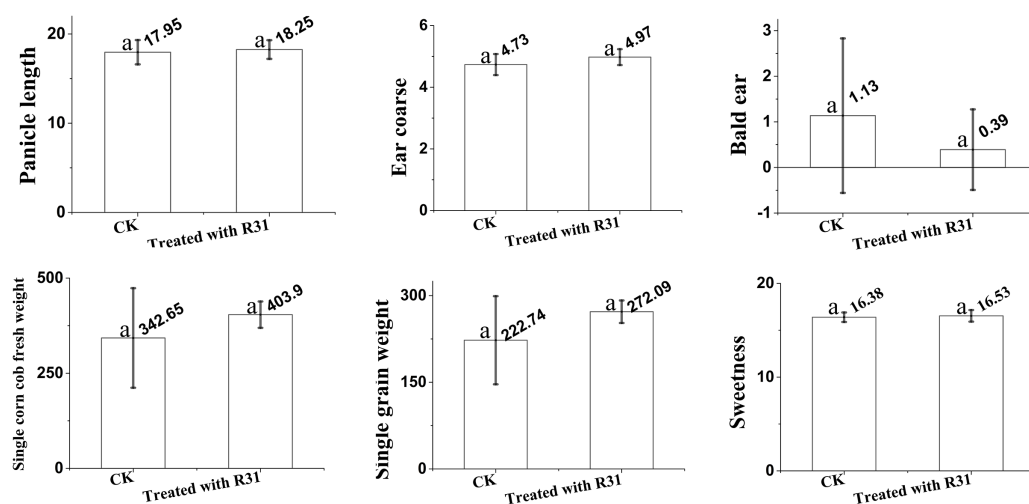 Panicle length
20
10
0
a 17.95
a 18.25
CK
Treated with R31
Ear coarse
6
4
2
0
a 4.73
a 4.97
CK
Treated with R31
Bald ear
3
2
1
0
-1
a 1.13
a 0.39
CK
Treated with R31
Single corn cob fresh weight
500
250
0
a 342.65
a 403.9
CK
Treated with R31
Single grain weight
300
150
0
a 222.74
a 272.09
CK
Treated with R31
Sweetness
20
10
0
a 16.38
a 16.53
CK
Treated with R31